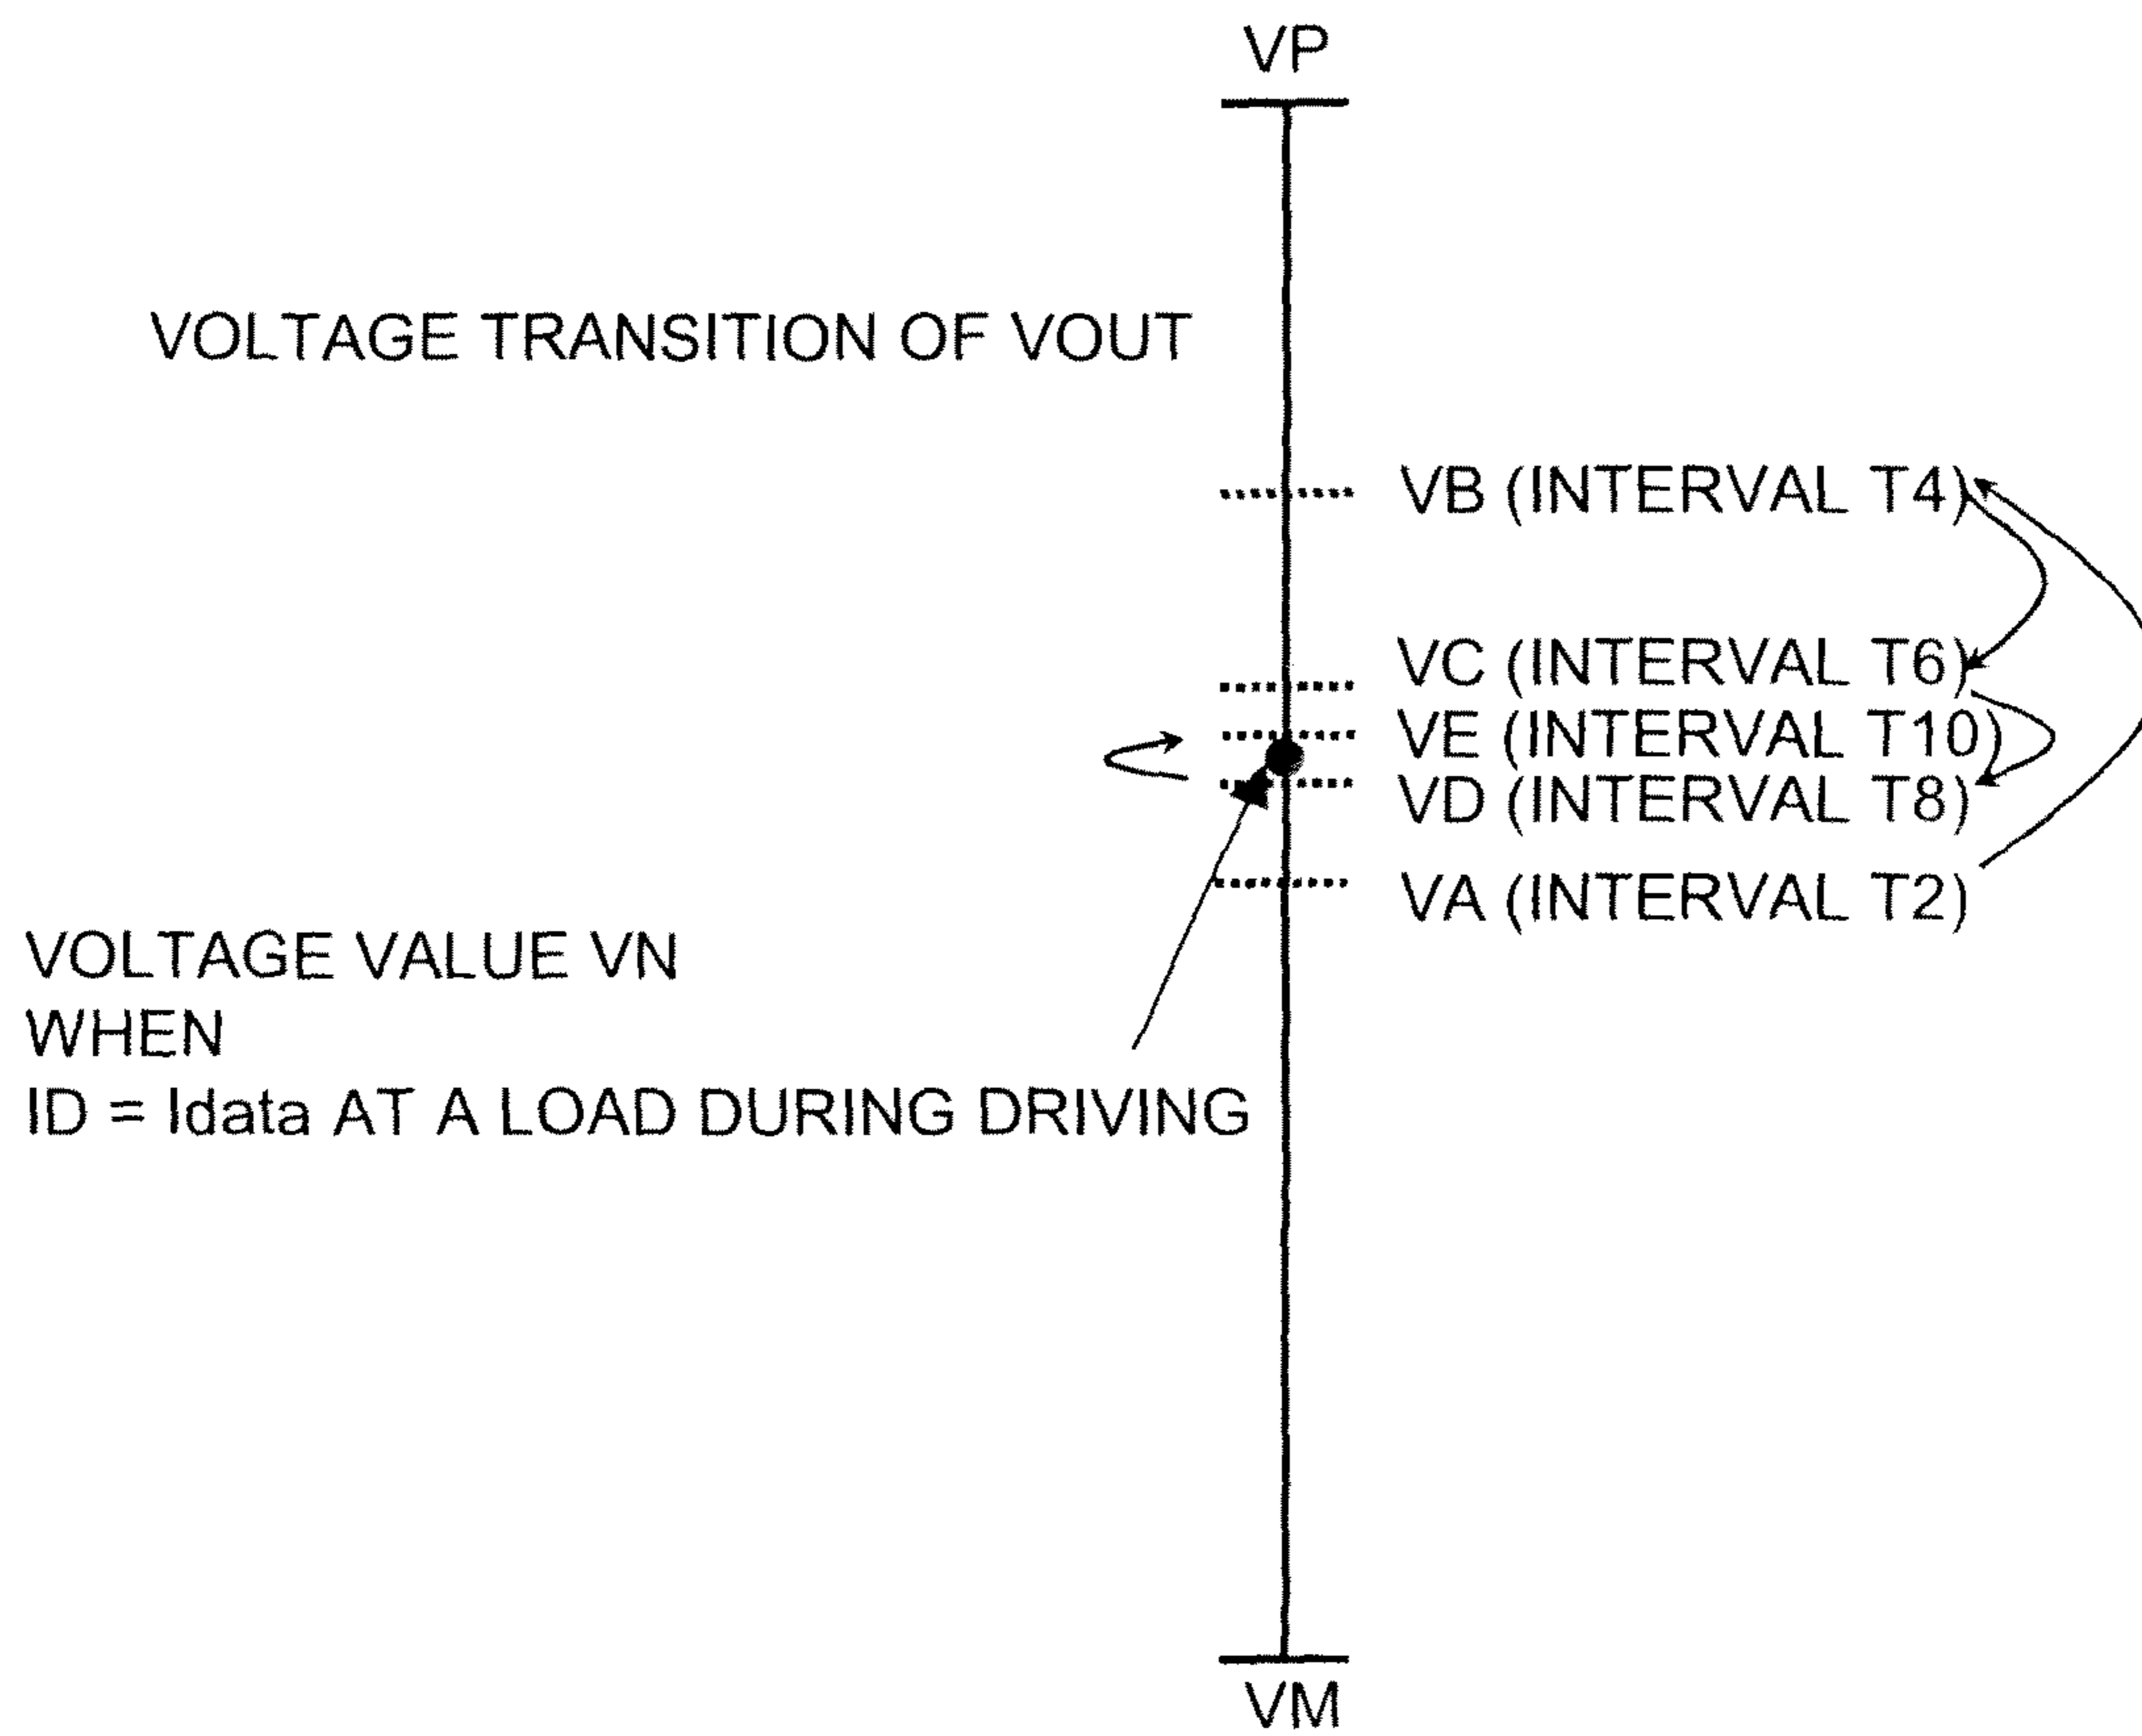 VP
VOLTAGE TRANSITION OF VOUT
VB (INTERVAL T4)
VC (INTERVAL T6)
VE (INTERVAL T10)
VD (INTERVAL T8)
VA (INTERVAL T2)
VOLTAGE VALUE VN
WHEN
ID = Idata AT A LOAD DURING DRIVING
VM